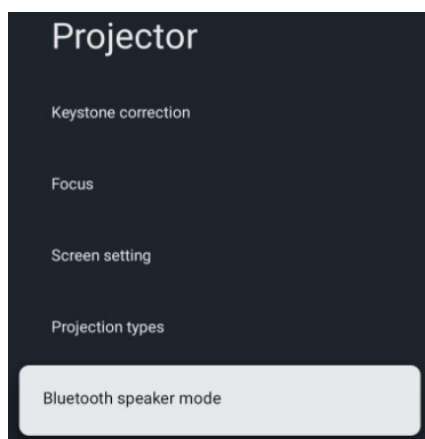 Projector
Keystone correction
Focus
Screen setting
Projection types
Bluetooth speaker mode